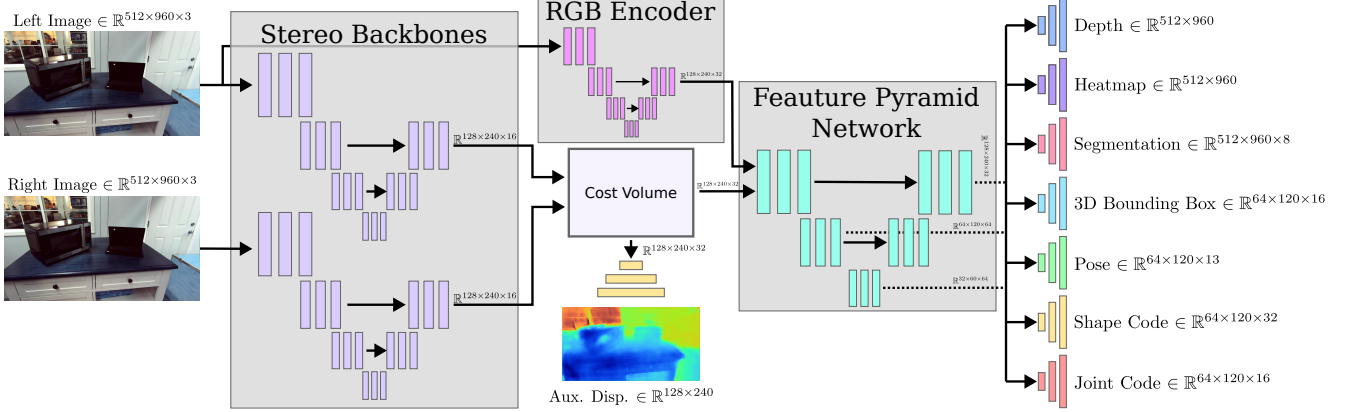 Left Image ∈ ℝ^{512×960×3}
Right Image ∈ ℝ^{512×960×3}
Stereo Backbones
ℝ^{128×240×16}
ℝ^{128×240×16}
RGB Encoder
ℝ^{128×240×32}
Cost Volume
ℝ^{128×240×32}
ℝ^{128×240×32}
Aux. Disp. ∈ ℝ^{128×240}
Feauture Pyramid
Network
ℝ^{128×240×32}
ℝ^{64×120×64}
ℝ^{32×60×64}
Depth ∈ ℝ^{512×960}
Heatmap ∈ ℝ^{512×960}
Segmentation ∈ ℝ^{512×960×8}
3D Bounding Box ∈ ℝ^{64×120×16}
Pose ∈ ℝ^{64×120×13}
Shape Code ∈ ℝ^{64×120×32}
Joint Code ∈ ℝ^{64×120×16}